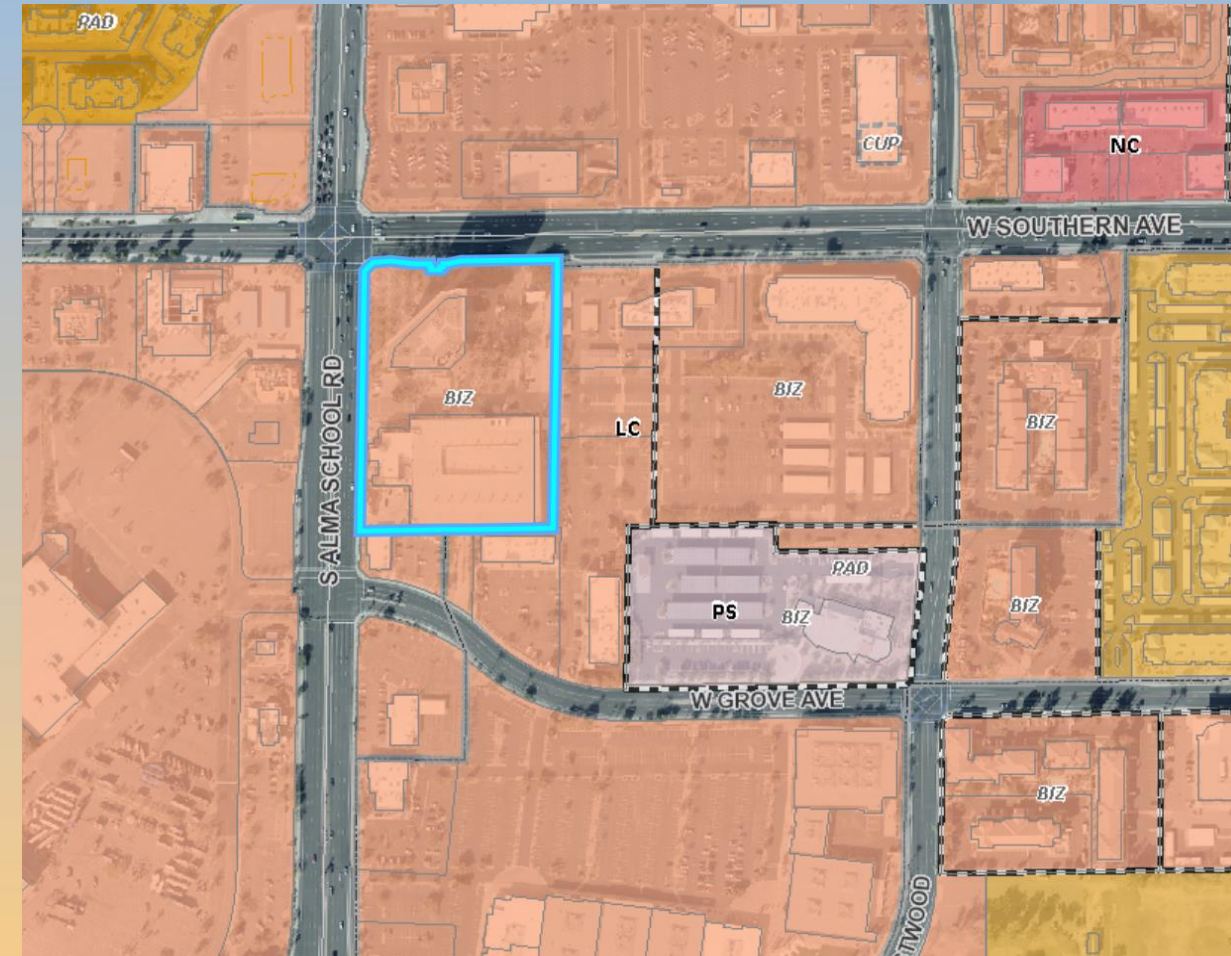 PAD
CUP
NC
W SOUTHERN AVE
S ALMA SCHOOL RD
BIZ
BIZ
BIZ
LC
PAD
PS
BIZ
BIZ
W GROVE AVE
BIZ
TWOOD